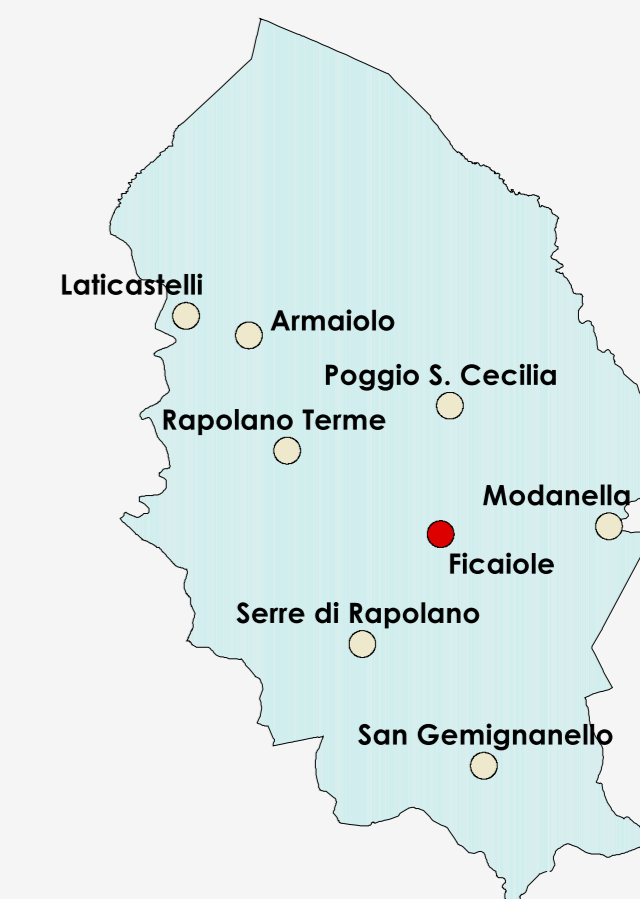 Laticastelli
Armaiolo
Poggio S. Cecilia
Rapolano Terme
Modanella
Ficaiole
Serre di Rapolano
San Gemignanello